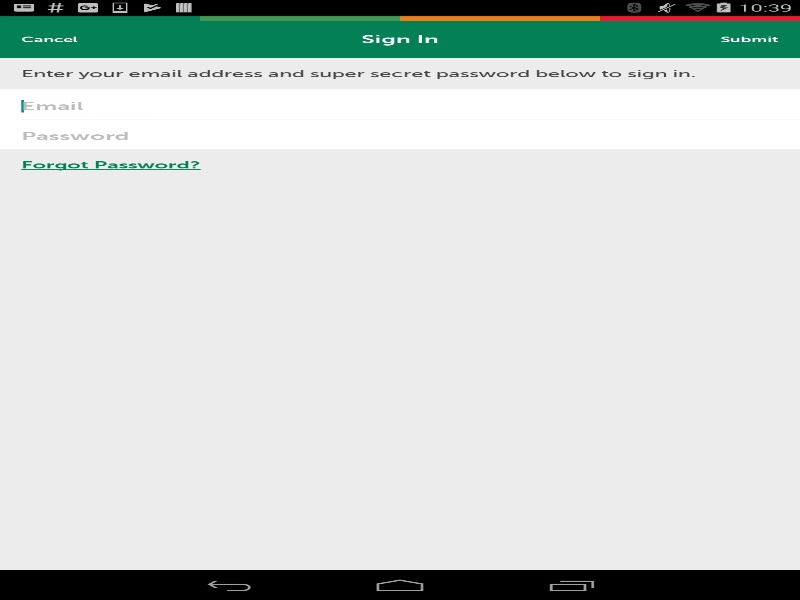 10:39
Cancel Sign In Submit
Enter your email address and super secret password below to sign in.
Email
Password
Forgot Password?